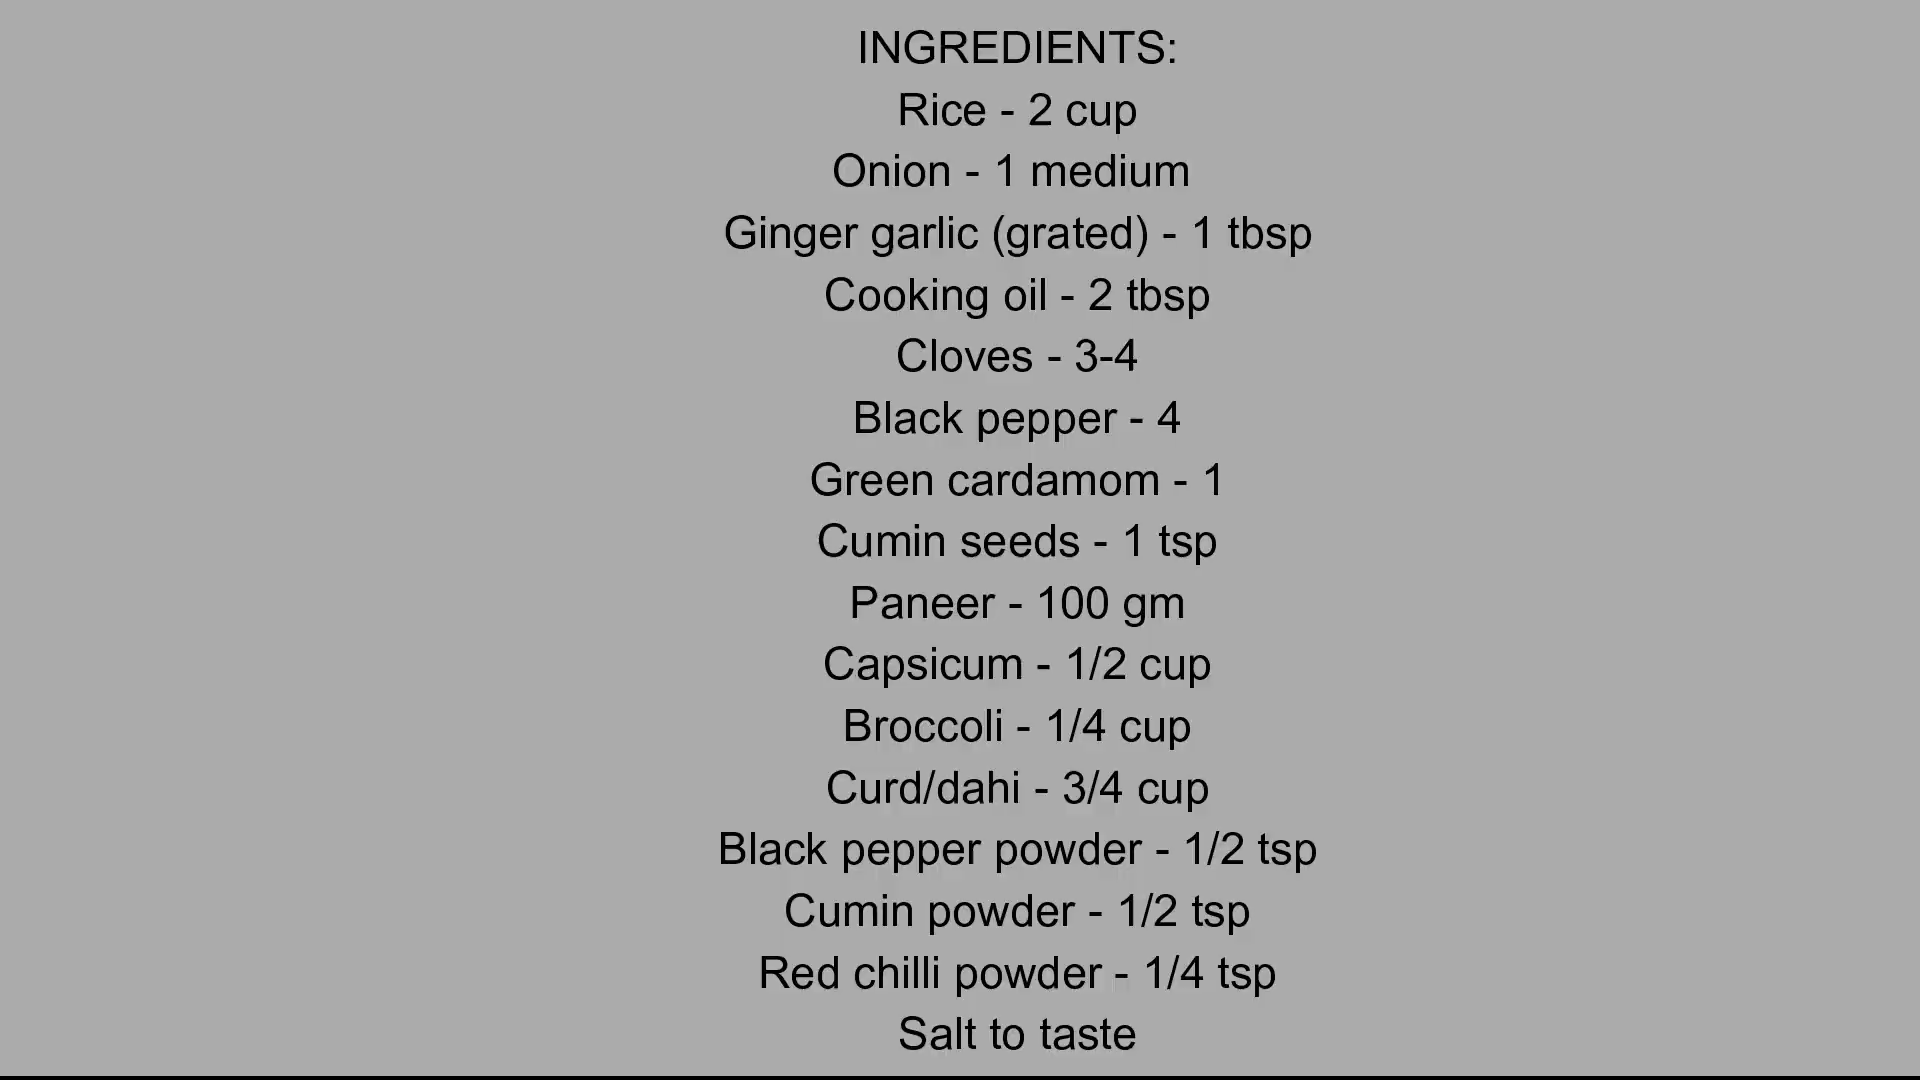 INGREDIENTS:
Rice - 2 cup
Onion - 1 medium
Ginger garlic (grated) - 1 tbsp
Cooking oil - 2 tbsp
Cloves - 3-4
Black pepper - 4
Green cardamom - 1
Cumin seeds - 1 tsp
Paneer - 100 gm
Capsicum - 1/2 cup
Broccoli - 1/4 cup
Curd/dahi - 3/4 cup
Black pepper powder - 1/2 tsp
Cumin powder - 1/2 tsp
Red chilli powder - 1/4 tsp
Salt to taste